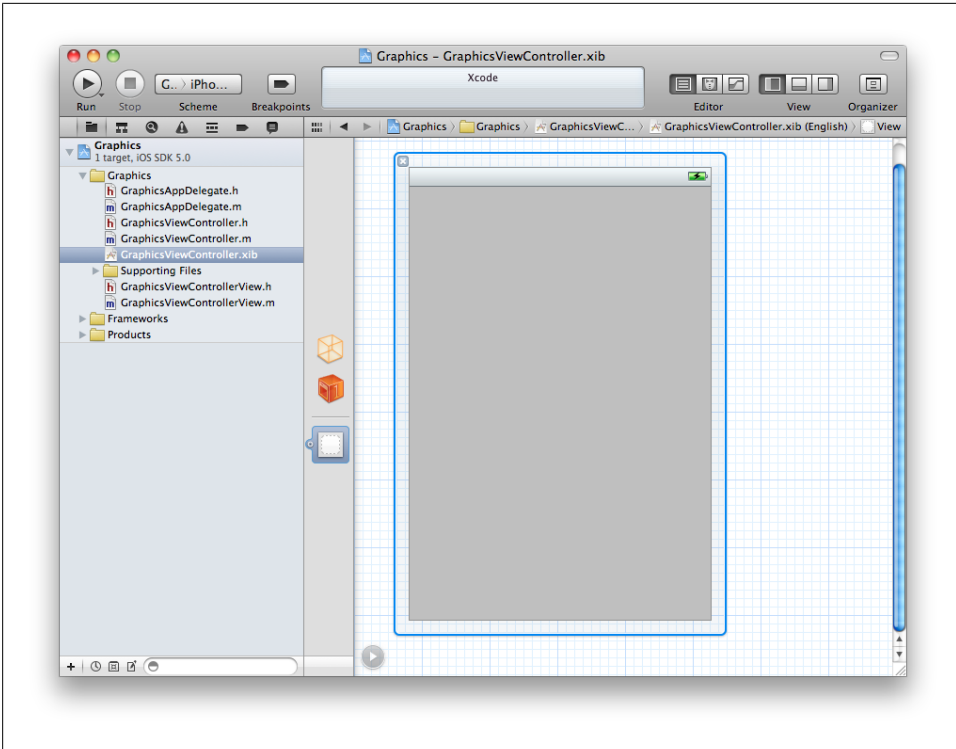 Graphics – GraphicsViewController.xib
G.. › iPho...
Xcode
Run Stop Scheme Breakpoints Editor View Organizer
Graphics › Graphics › GraphicsViewC... › GraphicsViewController.xib (English) › View
Graphics
1 target, iOS SDK 5.0
Graphics
h GraphicsAppDelegate.h
m GraphicsAppDelegate.m
h GraphicsViewController.h
m GraphicsViewController.m
GraphicsViewController.xib
Supporting Files
h GraphicsViewControllerView.h
m GraphicsViewControllerView.m
Frameworks
Products